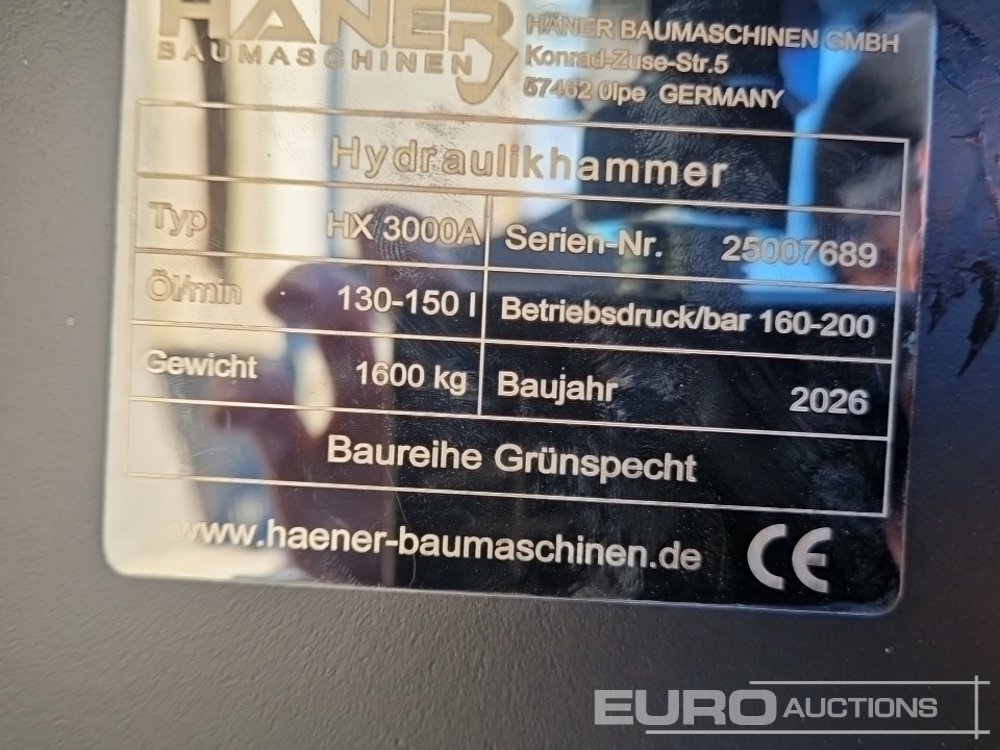 HÄNER
BAUMASCHINEN
HÄNER BAUMASCHINEN GMBH
Konrad-Zuse-Str.5
57462 Olpe GERMANY
Hydraulikhammer
Typ HX 3000A Serien-Nr. 25007689
Öl/min 130-150 l Betriebsdruck/bar 160-200
Gewicht 1600 kg Baujahr 2026
Baureihe Grünspecht
www.haener-baumaschinen.de CE
EURO AUCTIONS